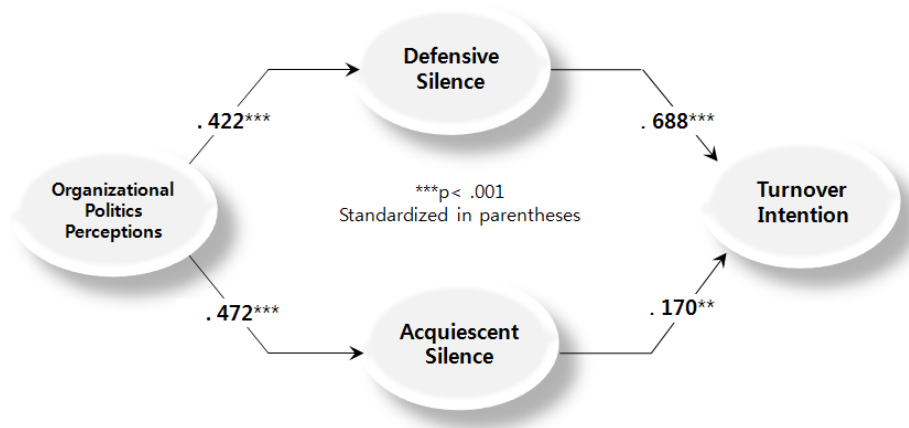 Defensive
Silence
. 422***
. 688***
Organizational
Politics
Perceptions
***p< .001
Standardized in parentheses
Turnover
Intention
. 472***
. 170**
Acquiescent
Silence